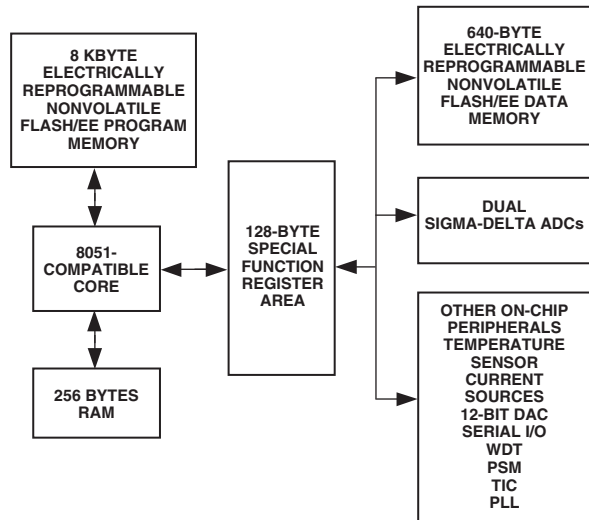 8 KBYTE
ELECTRICALLY
REPROGRAMMABLE
NONVOLATILE
FLASH/EE PROGRAM
MEMORY
8051-
COMPATIBLE
CORE
256 BYTES
RAM
128-BYTE
SPECIAL
FUNCTION
REGISTER
AREA
640-BYTE
ELECTRICALLY
REPROGRAMMABLE
NONVOLATILE
FLASH/EE DATA
MEMORY
DUAL
SIGMA-DELTA ADCs
OTHER ON-CHIP
PERIPHERALS
TEMPERATURE
SENSOR
CURRENT
SOURCES
12-BIT DAC
SERIAL I/O
WDT
PSM
TIC
PLL